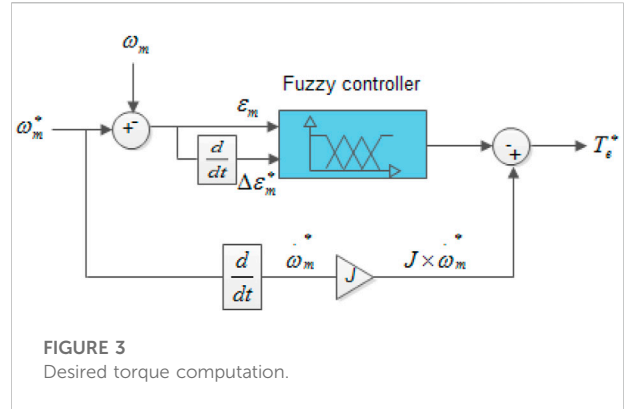 ω_m
Fuzzy controller
ω_m^*
+
-
ε_m
d/dt
Δε_m^*
-
+
T_e^*
d/dt
ω̇_m^*
J
J × ω̇_m^*
FIGURE 3
Desired torque computation.